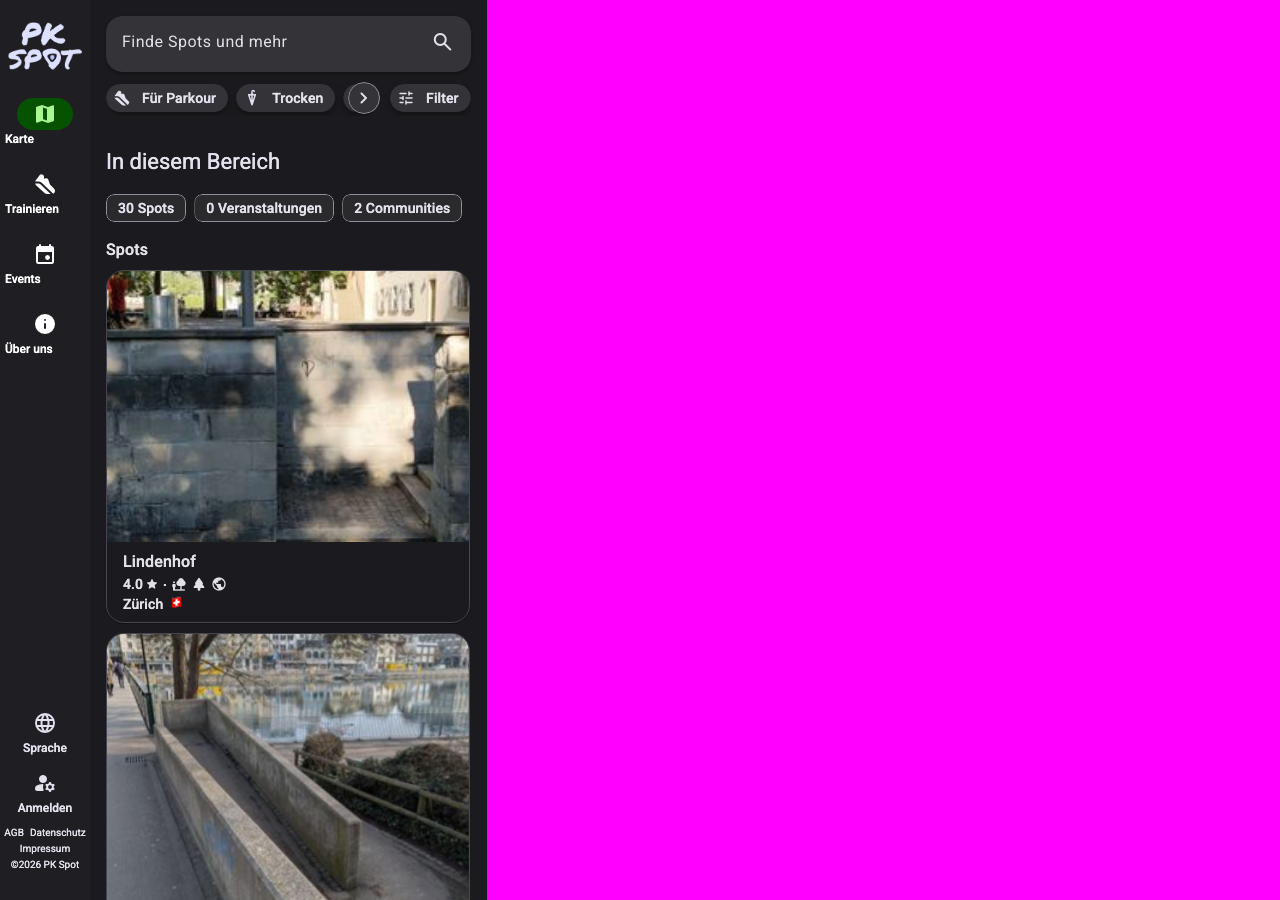 PK
SPOT
Karte
Trainieren
Events
Über uns
Sprache
Anmelden
AGB Datenschutz
Impressum
©2026 PK Spot
Finde Spots und mehr
Für Parkour
Trocken
Filter
In diesem Bereich
30 Spots
0 Veranstaltungen
2 Communities
Spots
Lindenhof
4.0 ·
Zürich